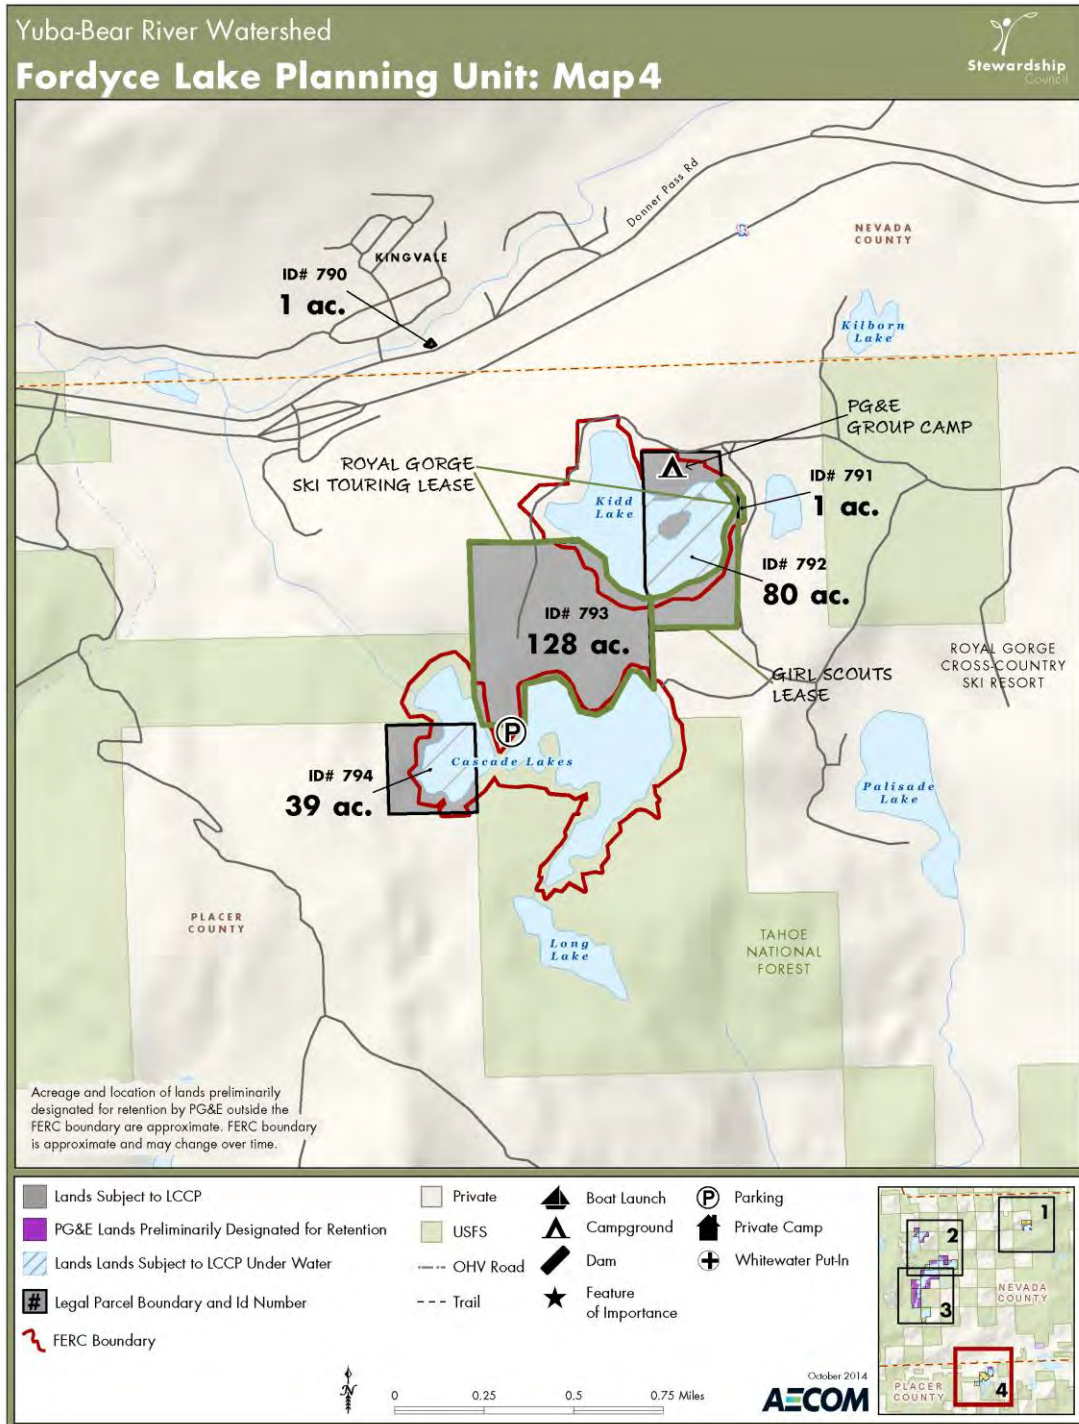 Yuba-Bear River Watershed
Fordyce Lake Planning Unit: Map 4
Stewardship
Council
Donner Pass Rd
NEVADA
COUNTY
KINGVALE
ID# 790
1 ac.
Kilborn
Lake
PG&E
GROUP CAMP
ROYAL GORGE
SKI TOURING LEASE
ID# 791
1 ac.
Kidd
Lake
ID# 792
80 ac.
ID# 793
128 ac.
ROYAL GORGE
CROSS-COUNTRY
SKI RESORT
GIRL SCOUTS
LEASE
P
Cascade Lakes
ID# 794
39 ac.
Palisade
Lake
PLACER
COUNTY
Long
Lake
TAHOE
NATIONAL
FOREST
Acreage and location of lands preliminarily
designated for retention by PG&E outside the
FERC boundary are approximate. FERC boundary
is approximate and may change over time.
Lands Subject to LCCP
PG&E Lands Preliminarily Designated for Retention
Lands Lands Subject to LCCP Under Water
# Legal Parcel Boundary and Id Number
FERC Boundary
Private
USFS
OHV Road
Trail
Boat Launch
Campground
Dam
Feature
of Importance
P Parking
Private Camp
Whitewater Put-In
1
2
3
NEVADA
COUNTY
PLACER
COUNTY
4
N
0 0.25 0.5 0.75 Miles
October 2014
AECOM